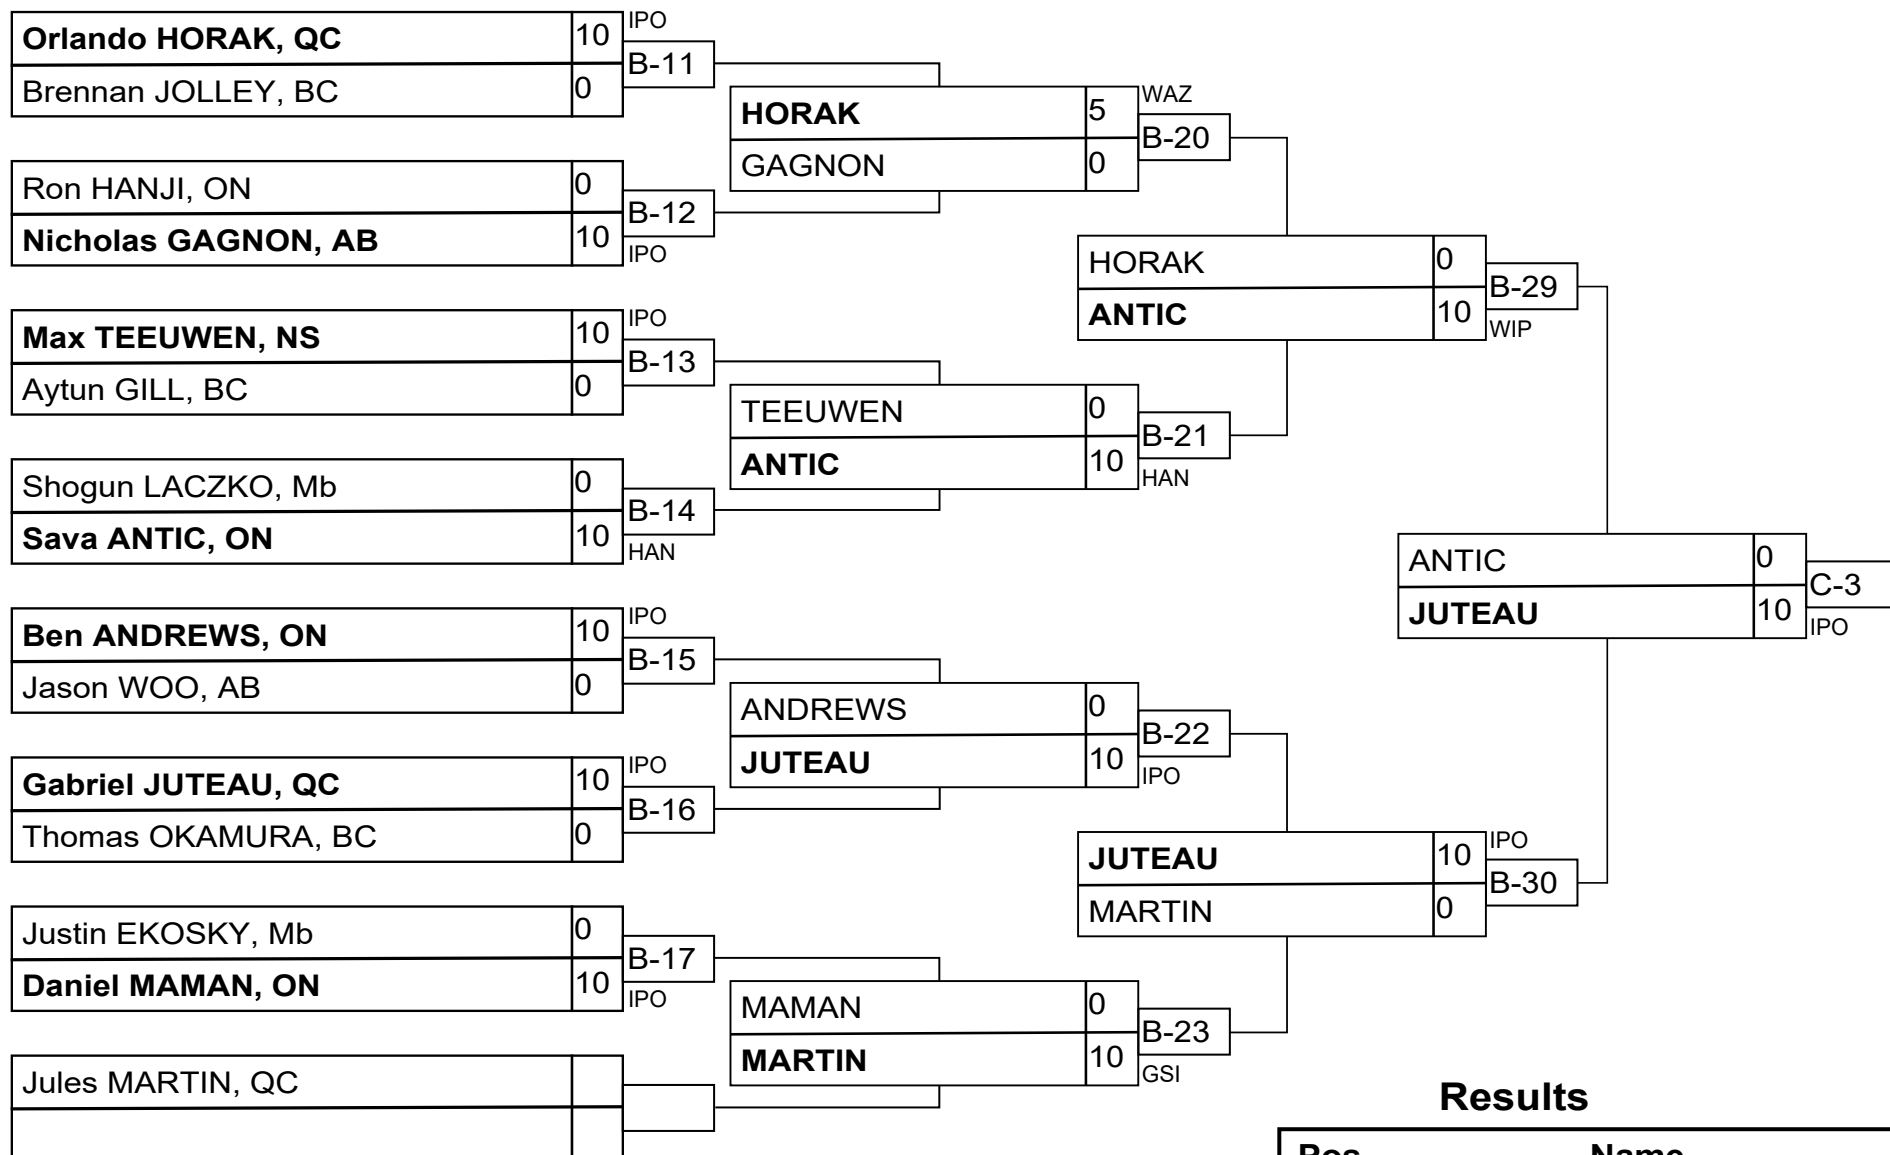 Orlando HORAK, QC 10 IPO
B-11
Brennan JOLLEY, BC 0
HORAK 5 WAZ
B-20
GAGNON 0
Ron HANJI, ON 0
B-12
Nicholas GAGNON, AB 10 IPO
HORAK 0
B-29
ANTIC 10 WIP
Max TEEUWEN, NS 10 IPO
B-13
Aytun GILL, BC 0
TEEUWEN 0
B-21
ANTIC 10 HAN
Shogun LACZKO, Mb 0
B-14
Sava ANTIC, ON 10 HAN
ANTIC 0
C-3
JUTEAU 10 IPO
Ben ANDREWS, ON 10 IPO
B-15
Jason WOO, AB 0
ANDREWS 0
B-22
JUTEAU 10 IPO
Gabriel JUTEAU, QC 10 IPO
B-16
Thomas OKAMURA, BC 0
JUTEAU 10 IPO
B-30
MARTIN 0
Justin EKOSKY, Mb 0
B-17
Daniel MAMAN, ON 10 IPO
MAMAN 0
B-23
MARTIN 10 GSI
Jules MARTIN, QC
Results
Pos Name